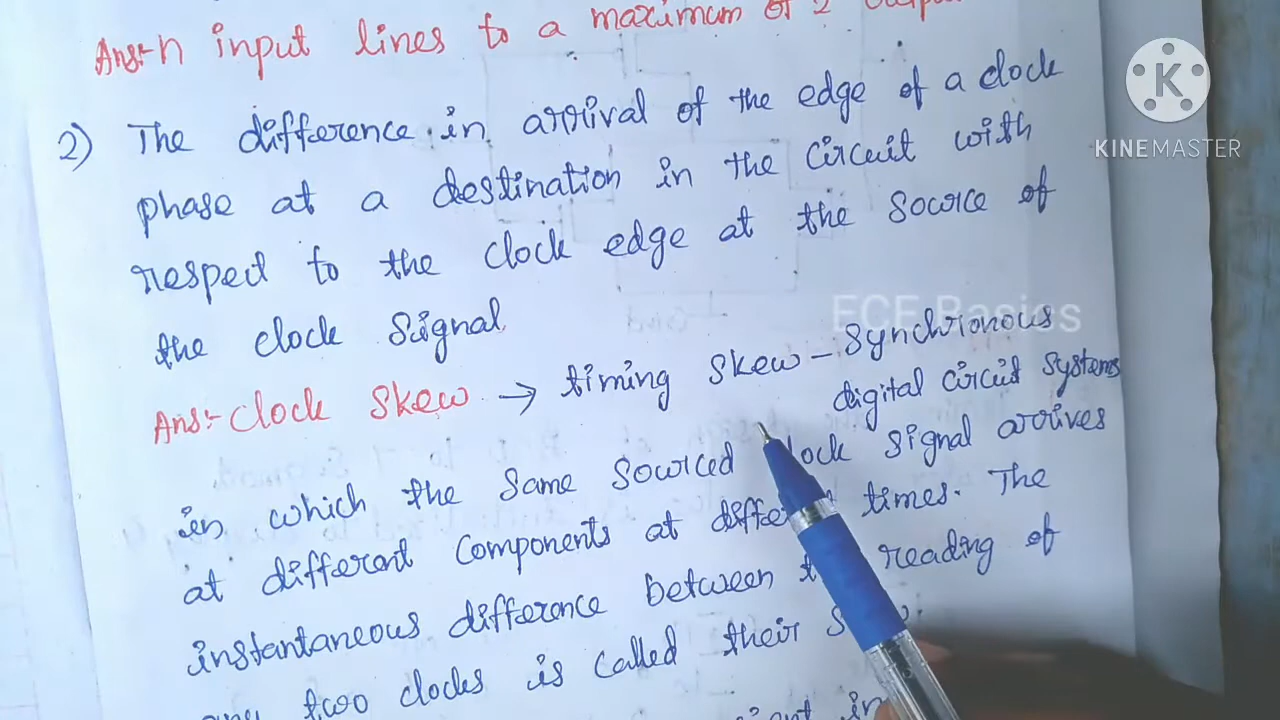 Ans:- n input lines to a maximum of 2
2) The difference in arrival of the edge of a clock
phase at a destination in the circuit with
respect to the clock edge at the source of
the clock signal
Ans:- Clock Skew → timing skew - synchronous
digital circuit systems
in which the same sourced clock signal arrives
at different components at different times. The
instantaneous difference between the reading of
any two clocks is called their
KINEMASTER
ECE Basics